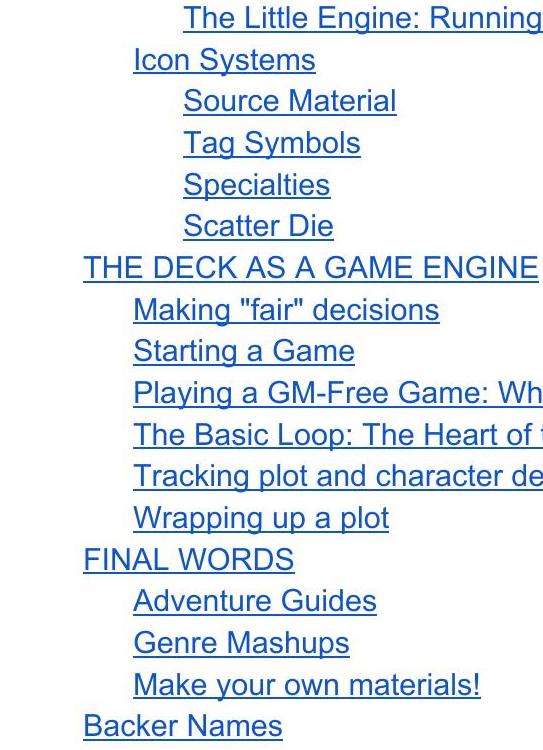 The Little Engine: Running
Icon Systems
Source Material
Tag Symbols
Specialties
Scatter Die
THE DECK AS A GAME ENGINE
Making "fair" decisions
Starting a Game
Playing a GM-Free Game: Wh
The Basic Loop: The Heart of
Tracking plot and character de
Wrapping up a plot
FINAL WORDS
Adventure Guides
Genre Mashups
Make your own materials!
Backer Names